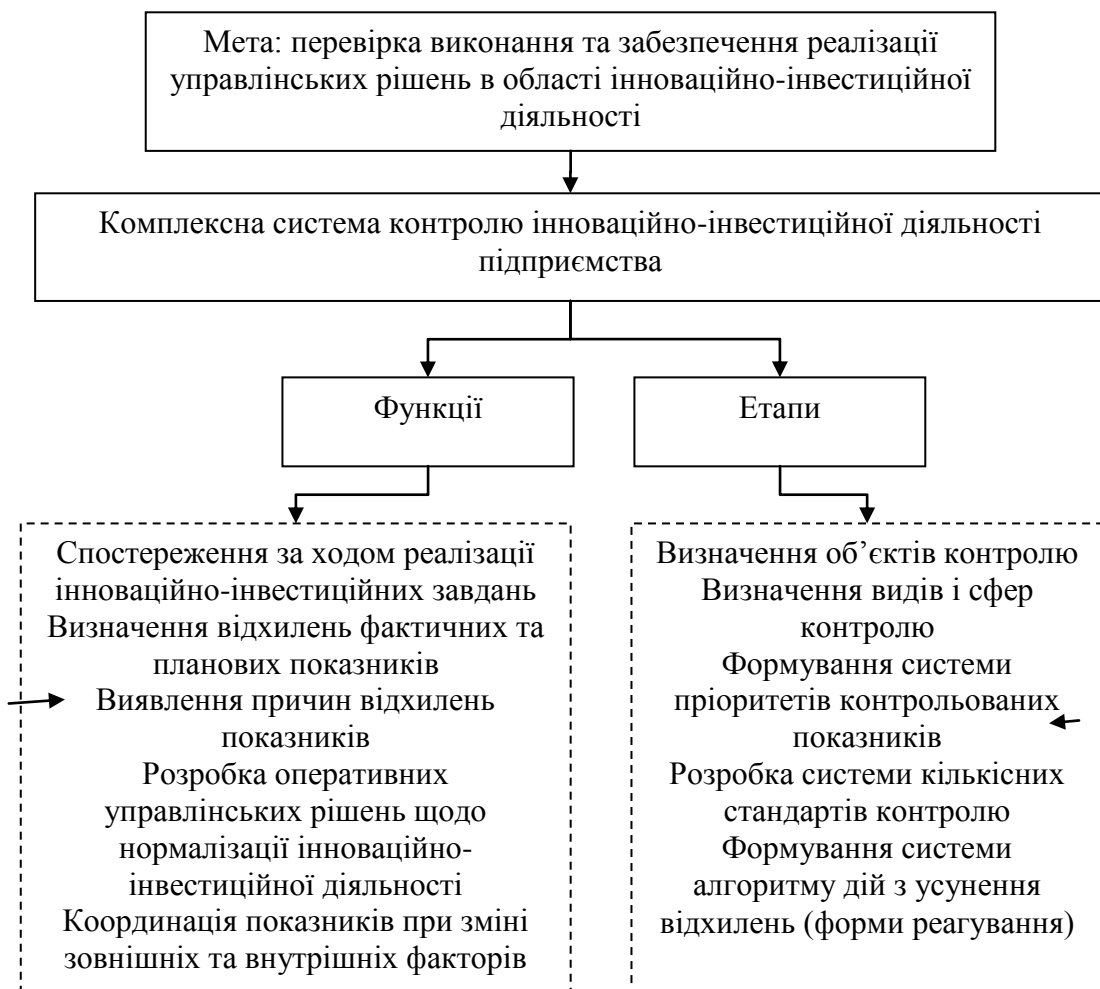 Мета: перевірка виконання та забезпечення реалізації
управлінських рішень в області інноваційно-інвестиційної
діяльності
Комплексна система контролю інноваційно-інвестиційної діяльності
підприємства
Функції
Етапи
Спостереження за ходом реалізації
інноваційно-інвестиційних завдань
Визначення відхилень фактичних та
планових показників
Виявлення причин відхилень
показників
Розробка оперативних
управлінських рішень щодо
нормалізації інноваційно-
інвестиційної діяльності
Координація показників при зміні
зовнішніх та внутрішніх факторів
Визначення об’єктів контролю
Визначення видів і сфер
контролю
Формування системи
пріоритетів контрольованих
показників
Розробка системи кількісних
стандартів контролю
Формування системи
алгоритму дій з усунення
відхилень (форми реагування)